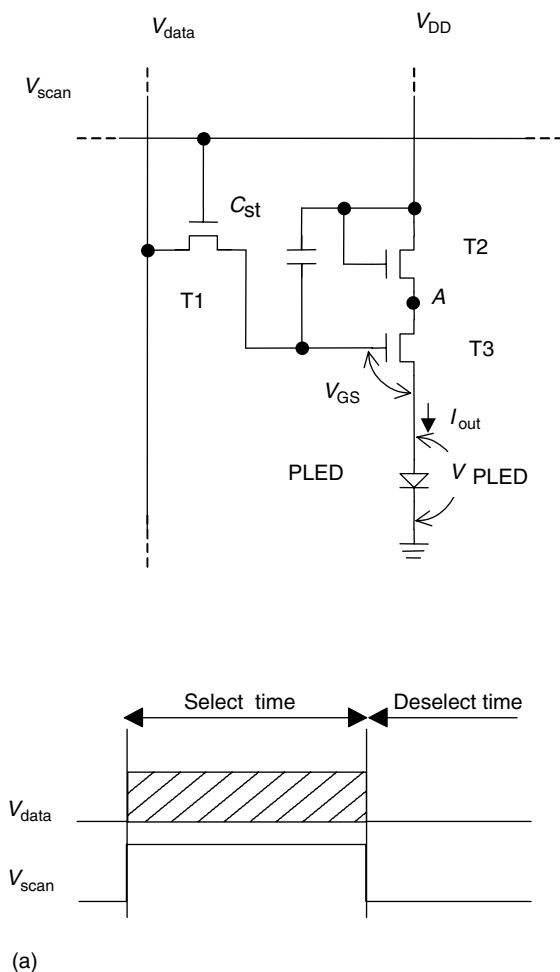 V_data
V_DD
V_scan
C_st
T2
A
T1
T3
V_GS
I_out
PLED
V PLED
Select time
Deselect time
V_data
V_scan
(a)